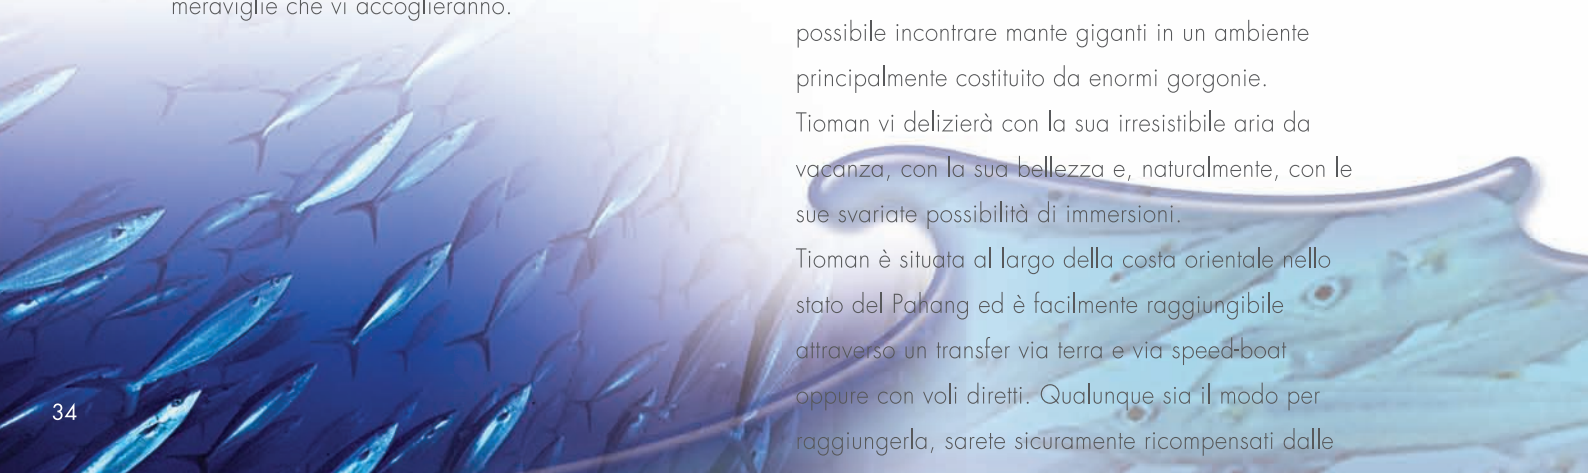 meraviglie che vi accoglieranno.
possibile incontrare mante giganti in un ambiente
principalmente costituito da enormi gorgonie.
Tioman vi delizierà con la sua irresistibile aria da
vacanza, con la sua bellezza e, naturalmente, con le
sue svariate possibilità di immersioni.
Tioman è situata al largo della costa orientale nello
stato del Pahang ed è facilmente raggiungibile
attraverso un transfer via terra e via speed-boat
oppure con voli diretti. Qualunque sia il modo per
raggiungerla, sarete sicuramente ricompensati dalle
34